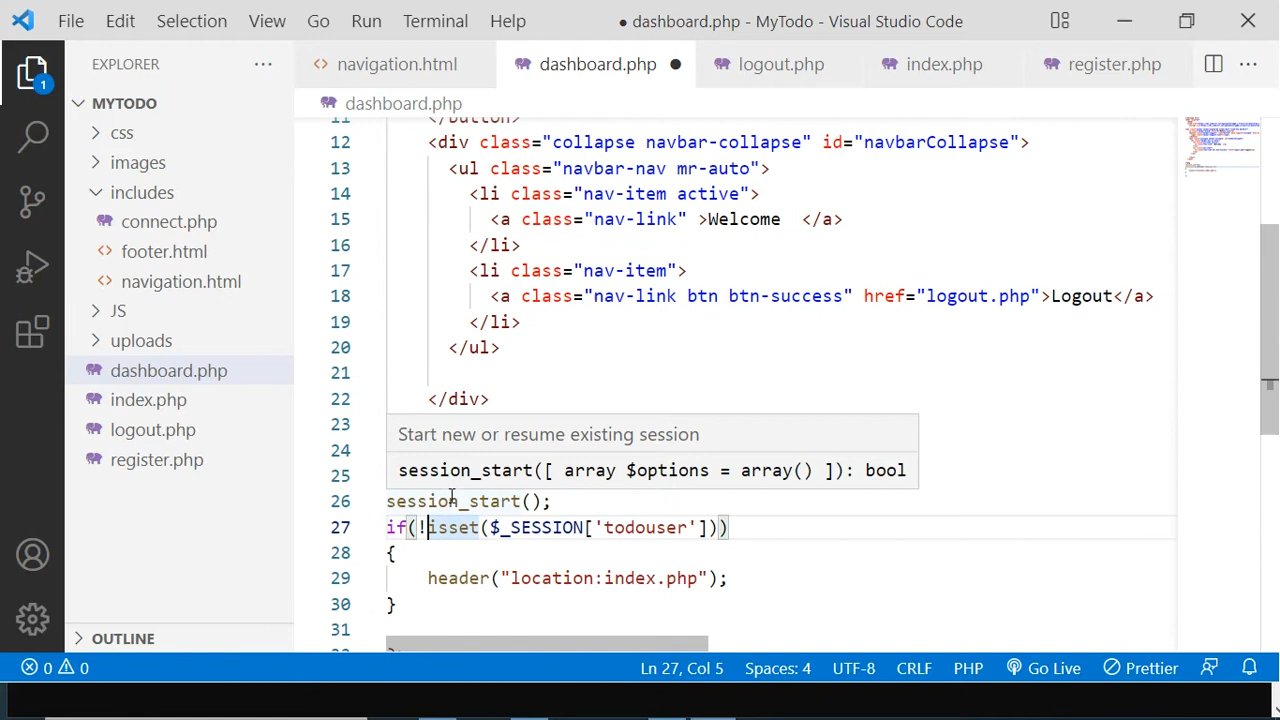 File Edit Selection View Go Run Terminal Help ● dashboard.php - MyTodo - Visual Studio Code
EXPLORER ···
navigation.html dashboard.php ● logout.php index.php register.php ···
MYTODO
dashboard.php
css
images
includes
connect.php
footer.html
navigation.html
JS
uploads
dashboard.php
index.php
logout.php
register.php
OUTLINE
1
11 </button>
12 <div class="collapse navbar-collapse" id="navbarCollapse">
13 <ul class="navbar-nav mr-auto">
14 <li class="nav-item active">
15 <a class="nav-link" >Welcome </a>
16 </li>
17 <li class="nav-item">
18 <a class="nav-link btn btn-success" href="logout.php">Logout</a>
19 </li>
20 </ul>
21
22 </div>
23
24
25
Start new or resume existing session
session_start([ array $options = array() ]): bool
26 session_start();
27 if(!isset($_SESSION['todouser']))
28 {
29 header("location:index.php");
30 }
31
0 0 Ln 27, Col 5 Spaces: 4 UTF-8 CRLF PHP Go Live Prettier